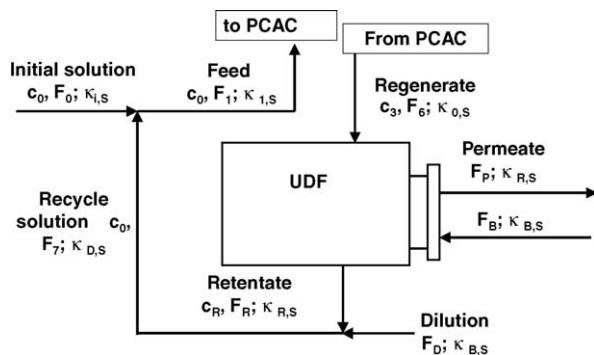 to PCAC
From PCAC
Initial solution
c0, F0; κi,S
Feed
c0, F1; κ1,S
Regenerate
c3, F6; κ0,S
UDF
Permeate
FP; κR,S
FB; κB,S
Recycle
solution c0,
F7; κD,S
Retentate
cR, FR; κR,S
Dilution
FD; κB,S